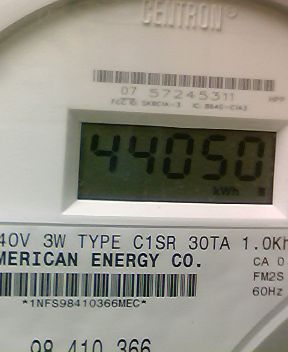 CENTRON®
07 57245311
44050
kWh
40V 3W TYPE C1SR 30TA 1.0Kh
MERICAN ENERGY CO. CA 0
FM2S
60Hz
*1NFS98410366MEC*
98 410 366